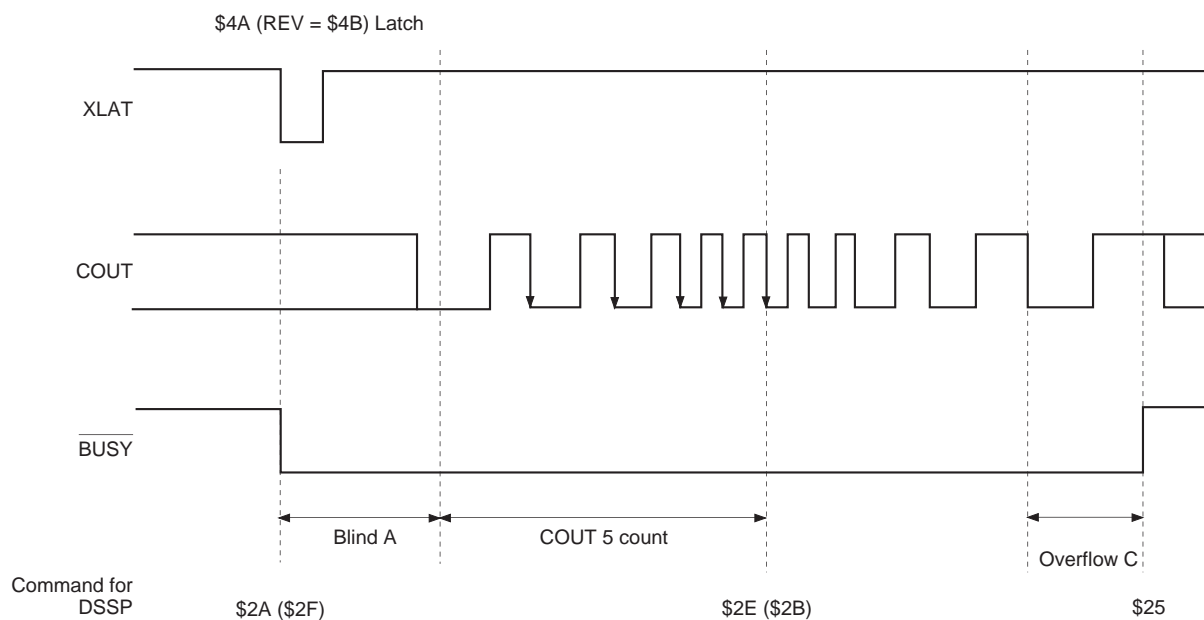 $4A (REV = $4B) Latch
XLAT
COUT
BUSY
Blind A
COUT 5 count
Overflow C
Command for
DSSP
$2A ($2F)
$2E ($2B)
$25